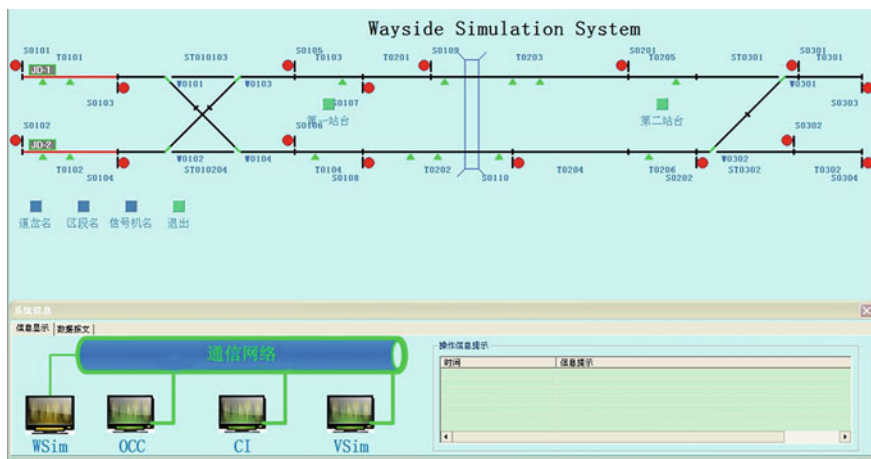 Wayside Simulation System
S0101 T0101 ST010103 S0105 T0103 T0201 S0109 T0203 S0201 T0205 ST0301 S0301 T0301
JD-1
S0103 W0101 W0103 S0107 W0301 S0303
第一站台 第二站台
S0102 S0106 S0302
JD-2
T0102 S0104 W0102 ST010204 W0104 T0104 S0108 T0202 S0110 T0204 T0206 S0202 W0302 ST0302 T0302 S0304
道岔名 区段名 信号机名 退出
系统信息
信息显示 数据报文
通信网络
操作信息提示
时间 信息提示
WSim OCC CI VSim